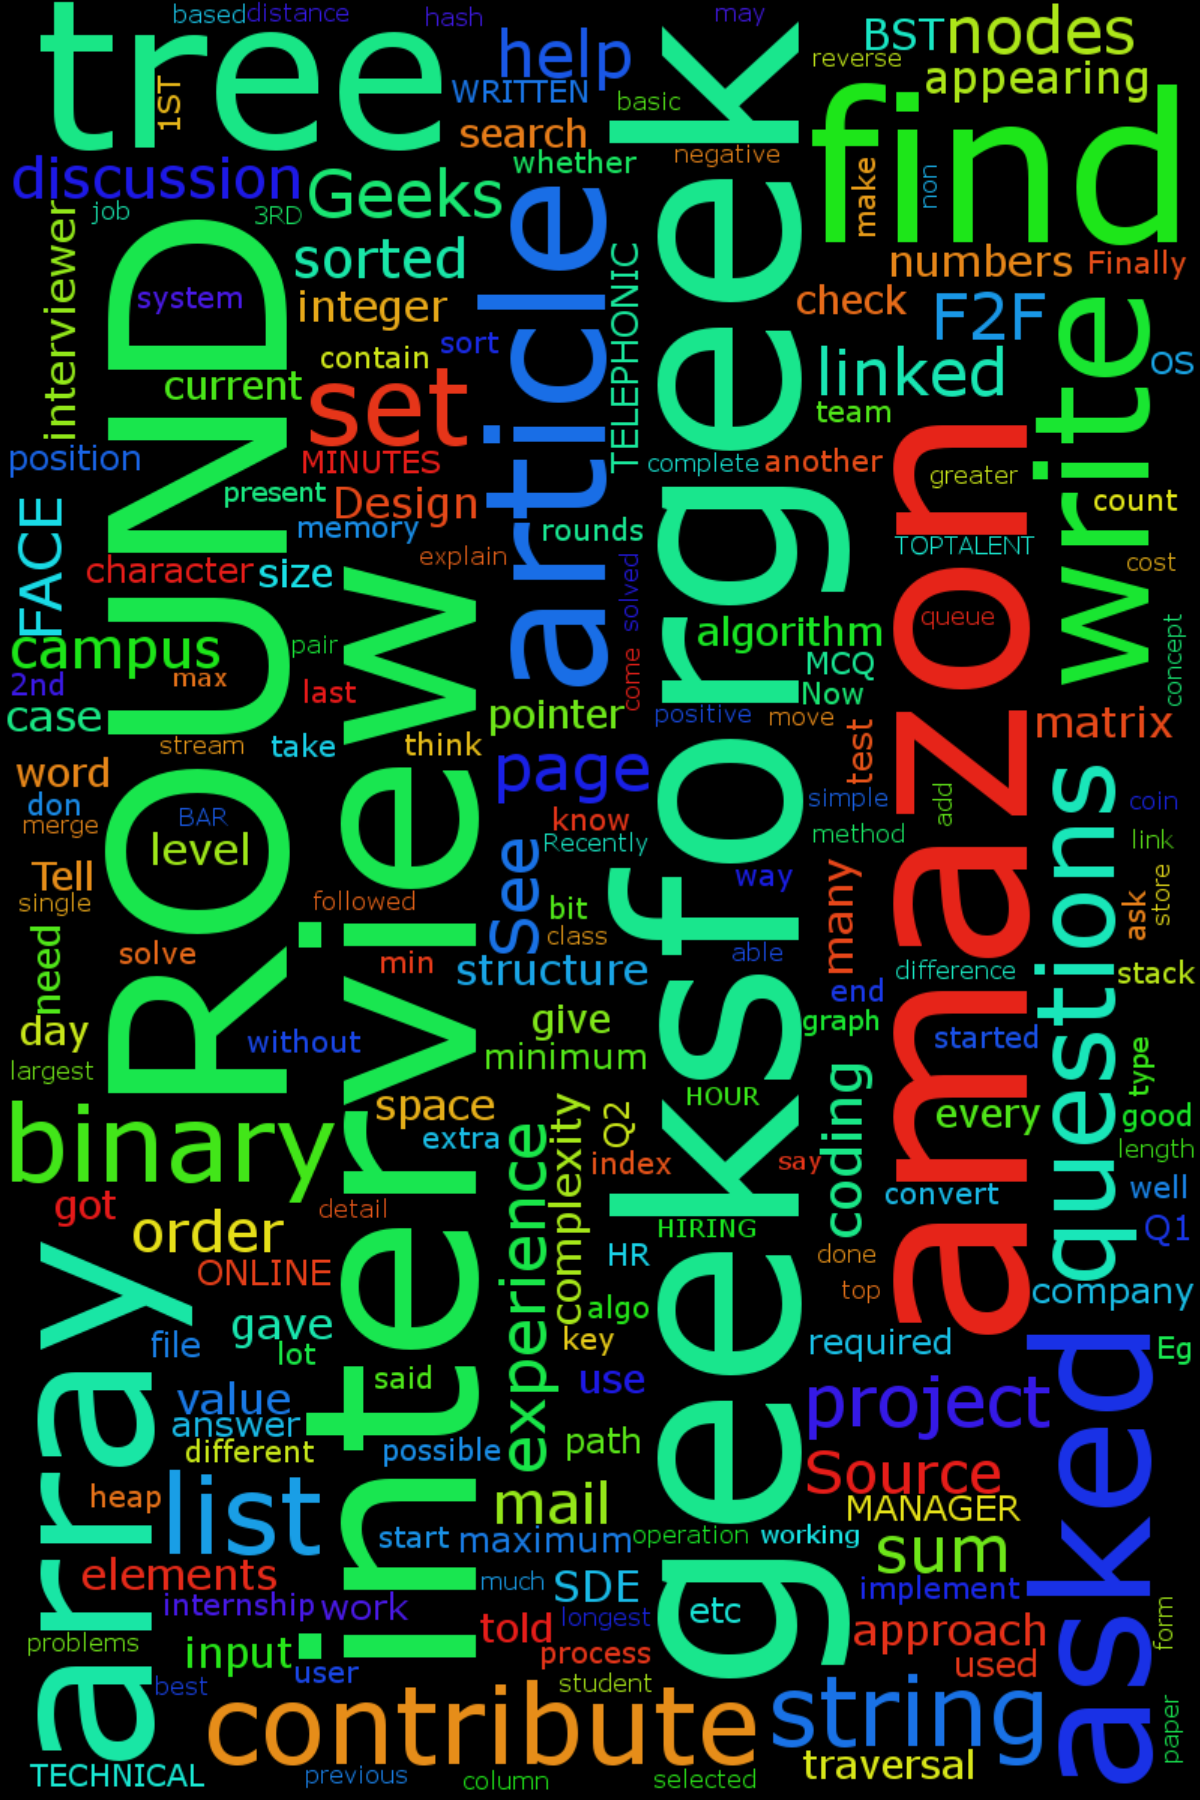 based
distance
hash
may
tree
1ST
help
WRITTEN
basic
search
whether
negative
BST
nodes
reverse
appearing
find
make
non
discussion
Geeks
job
3RD
interviewer
ROUND
system
sorted
integer
contain
sort
current
set
article
TELEPHONIC
geeksforgeek
numbers
Finally
check
F2F
linked
team
write
OS
position
MINUTES
present
Design
memory
complete
another
greater
count
amazon
TOPTALENT
cost
FACE
character
size
explain
rounds
solved
queue
concept
campus
pair
algorithm
MCQ
Now
2nd
max
last
come
case
pointer
positive
move
matrix
stream
take
think
interview
test
word
page
don
merge
BAR
level
know
Recently
simple
method
add
coin
link
Tell
single
followed
See
bit
class
way
many
questions
ask
store
need
solve
min
structure
able
difference
stack
end
day
without
give
minimum
graph
started
type
largest
HOUR
binary
space
extra
complexity
Q2
index
say
coding
every
good
length
got
detail
experience
convert
well
order
HIRING
HR
done
Q1
ONLINE
top
company
array
gave
algo
key
file
lot
required
Eg
said
use
value
answer
different
possible
path
project
asked
heap
list
mail
Source
MANAGER
start
maximum
operation
working
sum
elements
much
SDE
implement
internship
work
longest
etc
told
approach
form
problems
input
process
used
user
best
student
contribute
string
paper
TECHNICAL
previous
column
selected
traversal